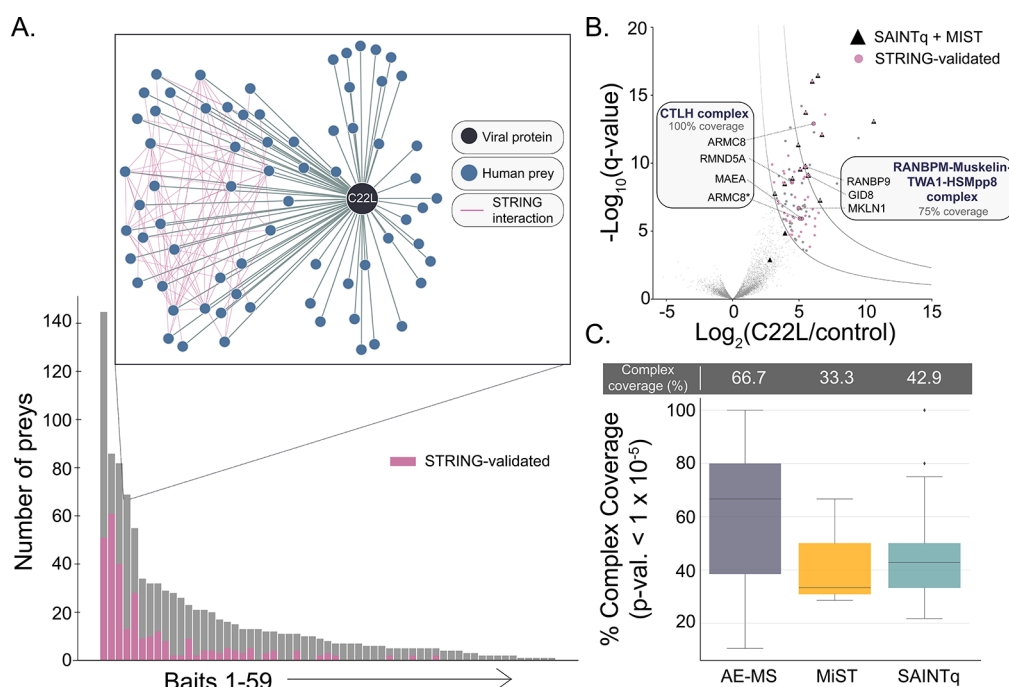 A.
C22L
Viral protein
Human prey
STRING
interaction
Number of preys
140
120
100
80
60
40
20
0
STRING-validated
Baits 1-59
B.
-Log10(q-value)
20
15
10
5
0
-5
0
5
10
15
Log2(C22L/control)
SAINTq + MIST
STRING-validated
CTLH complex
100% coverage
ARMC8
RMND5A
MAEA
ARMC8*
RANBPM-Muskelin-
TWA1-HSMpp8
complex
75% coverage
RANBP9
GID8
MKLN1
C.
Complex
coverage (%)
66.7
33.3
42.9
% Complex Coverage
(p-val. < 1 x 10-5)
100
80
60
40
20
AE-MS
MiST
SAINTq